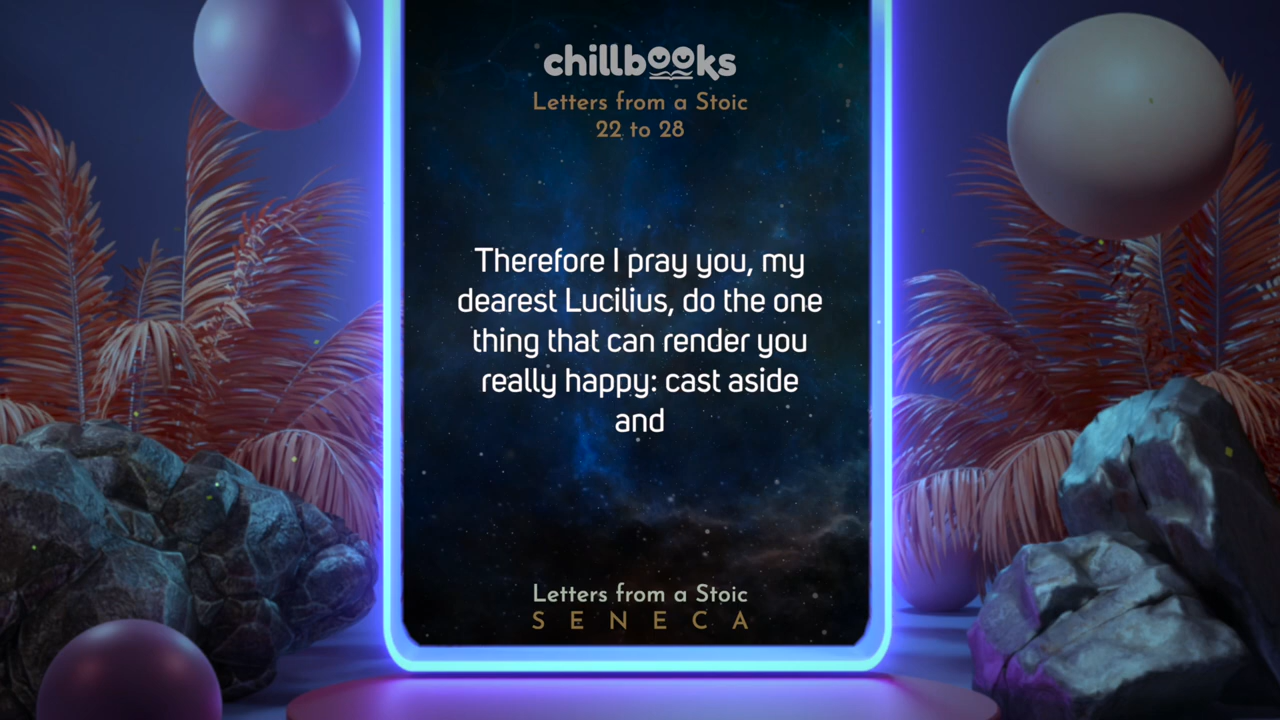 chillbooks
Letters from a Stoic
22 to 28
Therefore I pray you, my
dearest Lucilius, do the one
thing that can render you
really happy: cast aside
and
Letters from a Stoic
SENECA